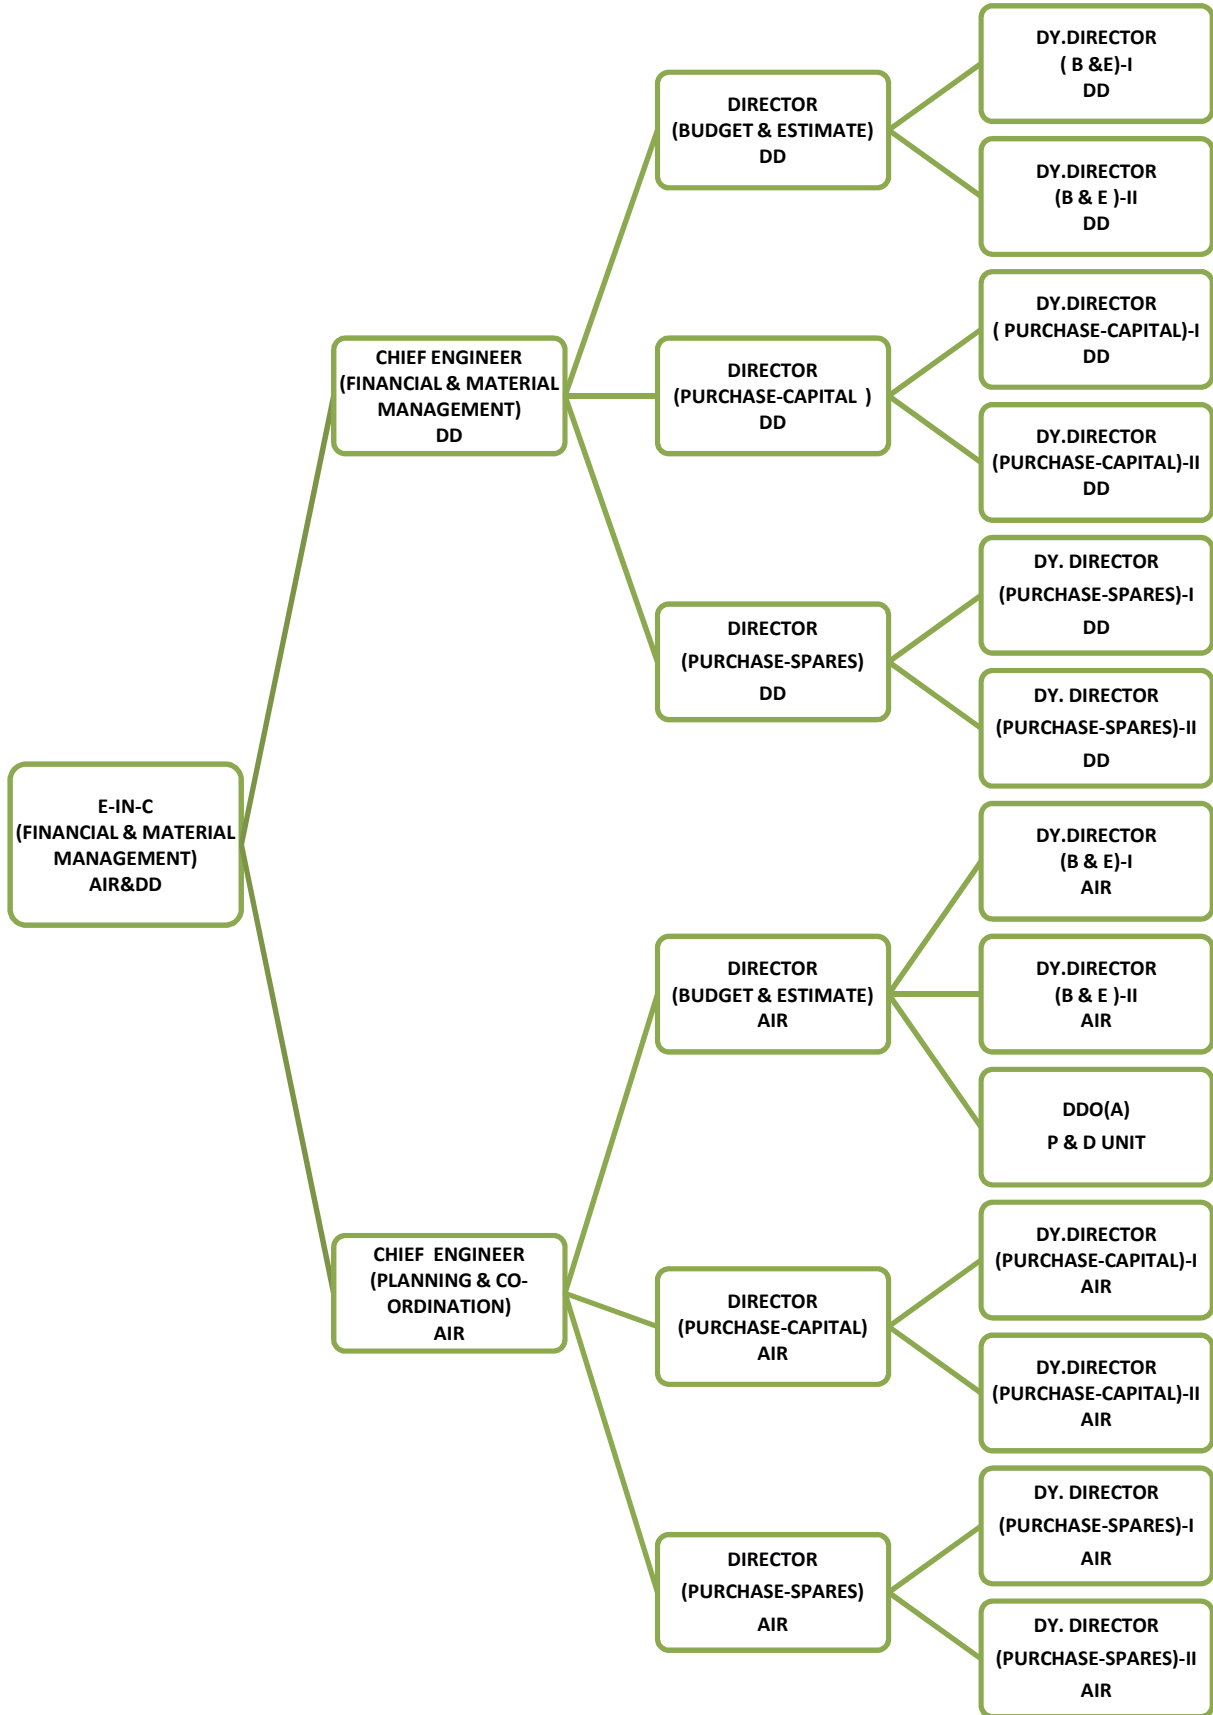 E-IN-C
(FINANCIAL & MATERIAL
MANAGEMENT)
AIR&DD
CHIEF ENGINEER
(FINANCIAL & MATERIAL
MANAGEMENT)
DD
DIRECTOR
(BUDGET & ESTIMATE)
DD
DY.DIRECTOR
( B &E)-I
DD
DY.DIRECTOR
(B & E )-II
DD
DIRECTOR
(PURCHASE-CAPITAL )
DD
DY.DIRECTOR
( PURCHASE-CAPITAL)-I
DD
DY.DIRECTOR
(PURCHASE-CAPITAL)-II
DD
DIRECTOR
(PURCHASE-SPARES)
DD
DY. DIRECTOR
(PURCHASE-SPARES)-I
DD
DY. DIRECTOR
(PURCHASE-SPARES)-II
DD
CHIEF ENGINEER
(PLANNING & CO-
ORDINATION)
AIR
DIRECTOR
(BUDGET & ESTIMATE)
AIR
DY.DIRECTOR
(B & E)-I
AIR
DY.DIRECTOR
(B & E )-II
AIR
DDO(A)
P & D UNIT
DIRECTOR
(PURCHASE-CAPITAL)
AIR
DY.DIRECTOR
(PURCHASE-CAPITAL)-I
AIR
DY.DIRECTOR
(PURCHASE-CAPITAL)-II
AIR
DIRECTOR
(PURCHASE-SPARES)
AIR
DY. DIRECTOR
(PURCHASE-SPARES)-I
AIR
DY. DIRECTOR
(PURCHASE-SPARES)-II
AIR